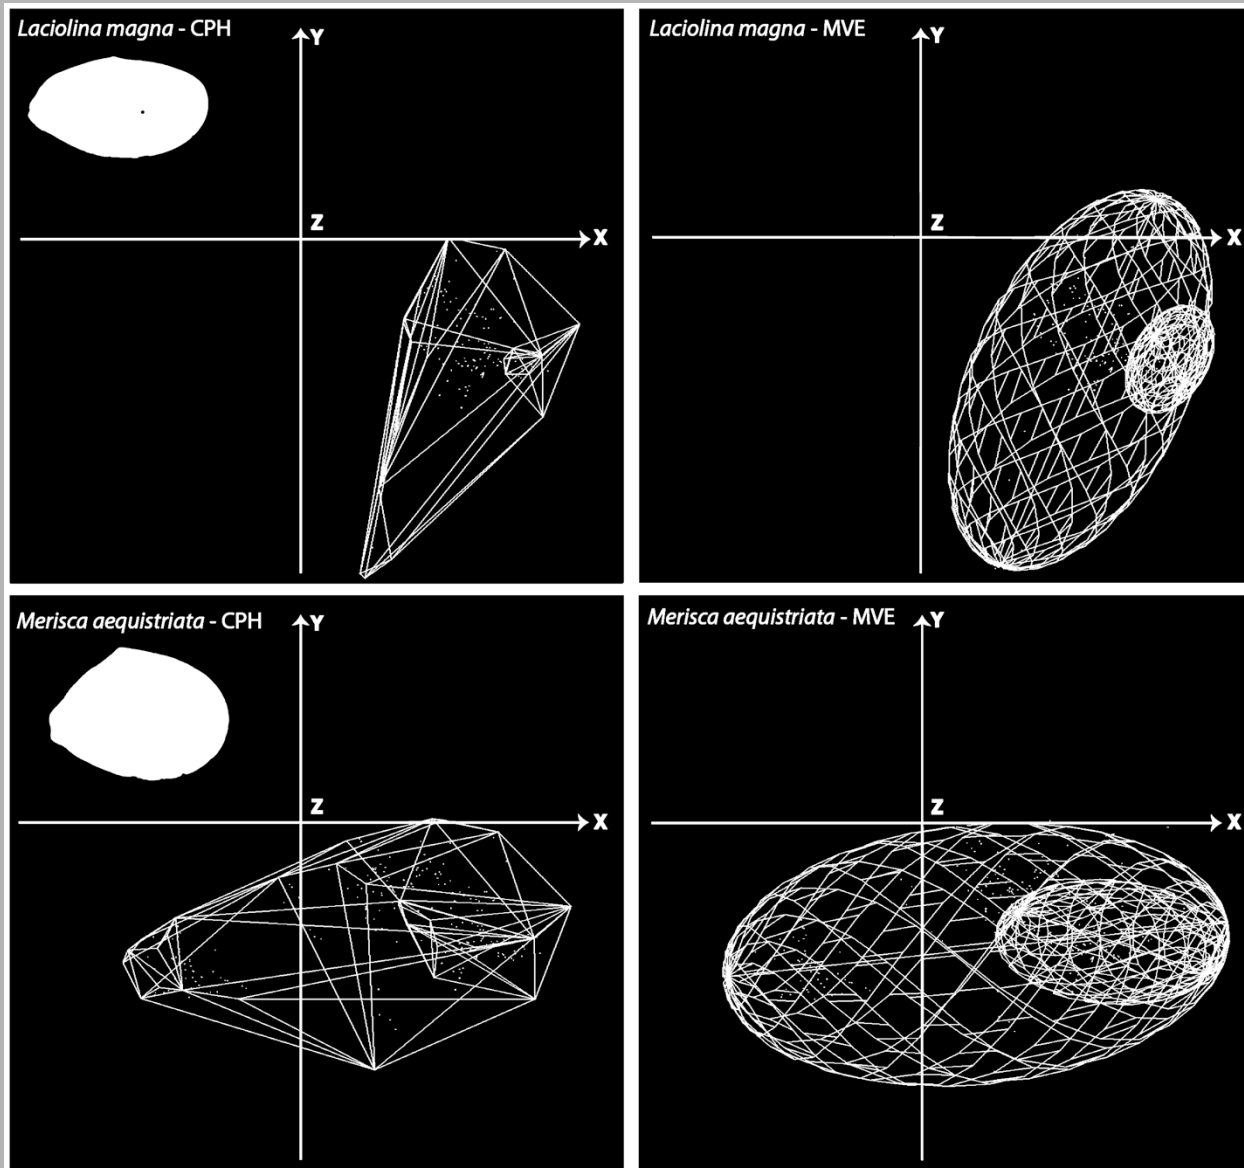 Laciolina magna - CPH
Y
Z
X
Laciolina magna - MVE
Y
Z
X
Merisca aequistriata - CPH
Y
Z
X
Merisca aequistriata - MVE
Y
Z
X